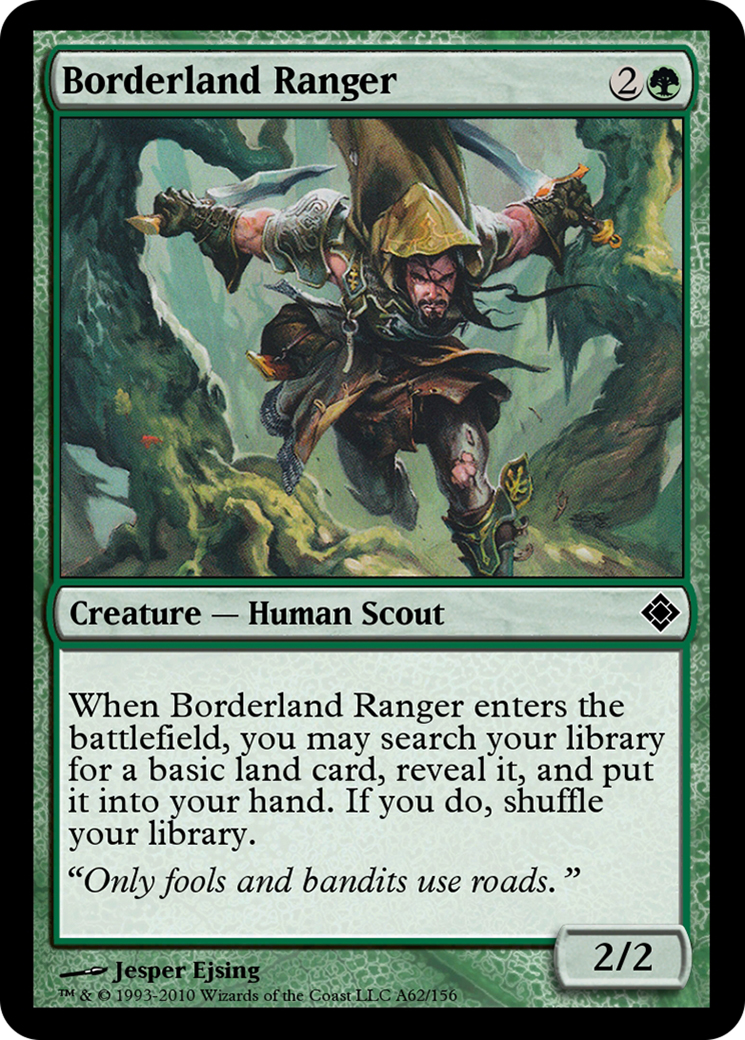 Borderland Ranger 2
Creature — Human Scout
When Borderland Ranger enters the
battlefield, you may search your library
for a basic land card, reveal it, and put
it into your hand. If you do, shuffle
your library.
“Only fools and bandits use roads.”
2/2
Jesper Ejsing
™ & © 1993-2010 Wizards of the Coast LLC A62/156